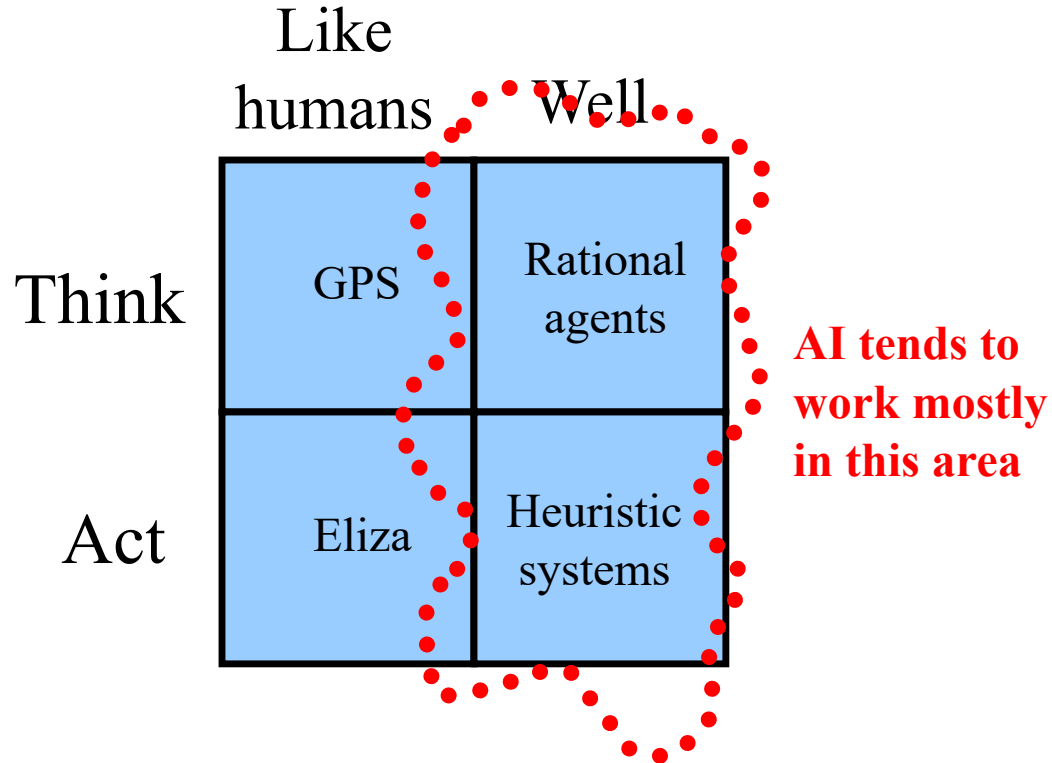 Like
humans
Well
Think
GPS
Rational
agents
AI tends to
work mostly
in this area
Act
Eliza
Heuristic
systems